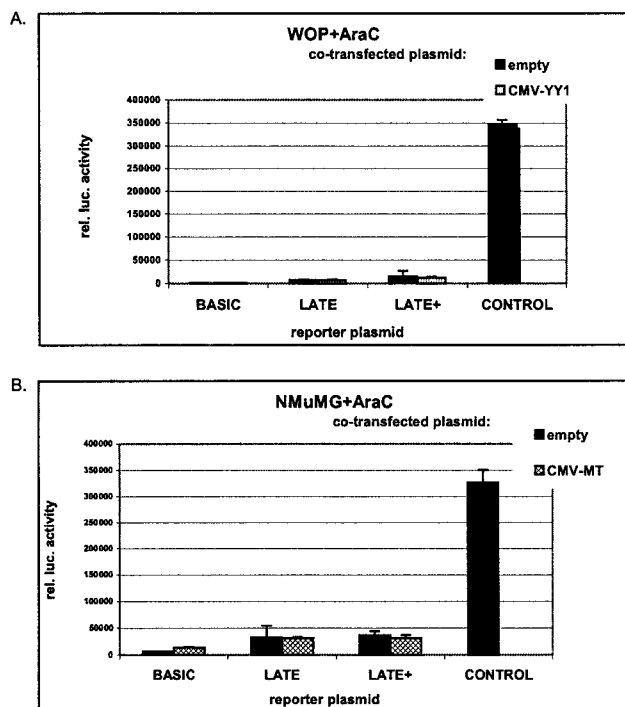 A.
WOP+AraC
co-transfected plasmid:
empty
CMV-YY1
400000
350000
300000
250000
200000
150000
100000
50000
0
rel. luc. activity
BASIC LATE LATE+ CONTROL
reporter plasmid
B.
NMuMG+AraC
co-transfected plasmid:
empty
CMV-MT
400000
350000
300000
250000
200000
150000
100000
50000
0
rel. luc. activity
BASIC LATE LATE+ CONTROL
reporter plasmid